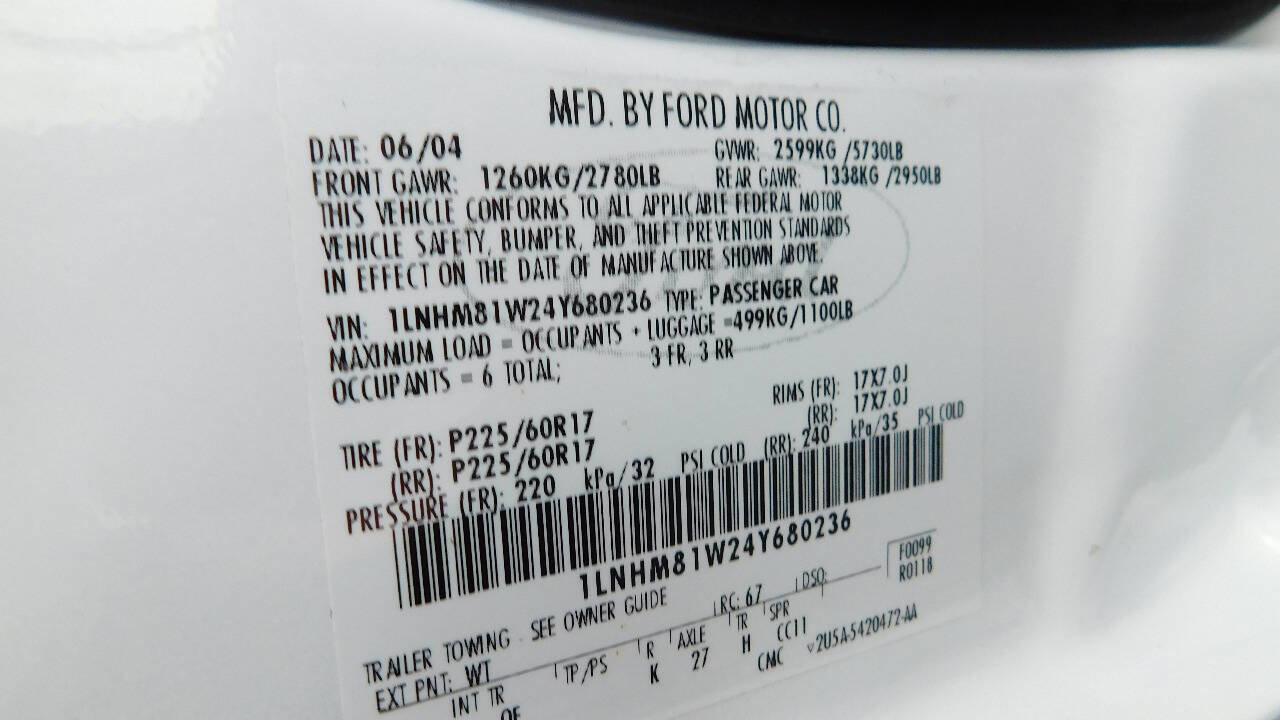 MFD. BY FORD MOTOR CO.
DATE: 06/04 GVWR: 2599KG /5730LB
FRONT GAWR: 1260KG/2780LB REAR GAWR: 1338KG /2950LB
THIS VEHICLE CONFORMS TO ALL APPLICABLE FEDERAL MOTOR
VEHICLE SAFETY, BUMPER, AND THEFT PREVENTION STANDARDS
IN EFFECT ON THE DATE OF MANUFACTURE SHOWN ABOVE.
VIN: 1LNHM81W24Y680236 TYPE: PASSENGER CAR
MAXIMUM LOAD = OCCUPANTS + LUGGAGE =499KG/1100LB
OCCUPANTS = 6 TOTAL; 3 FR, 3 RR
TIRE (FR): P225/60R17 RIMS (FR): 17X7.0J
(RR): P225/60R17 (RR): 17X7.0J
PRESSURE (FR): 220 kPa/32 PSI COLD (RR): 240 kPa/35 PSI COLD
1LNHM81W24Y680236
F0099
R0118
TRAILER TOWING - SEE OWNER GUIDE
EXT PNT: WT RC: 67 DSO:
INT TR TP/PS R AXLE TR SPR
K 27 H CC11
CMC v2U5A-5420472-AA